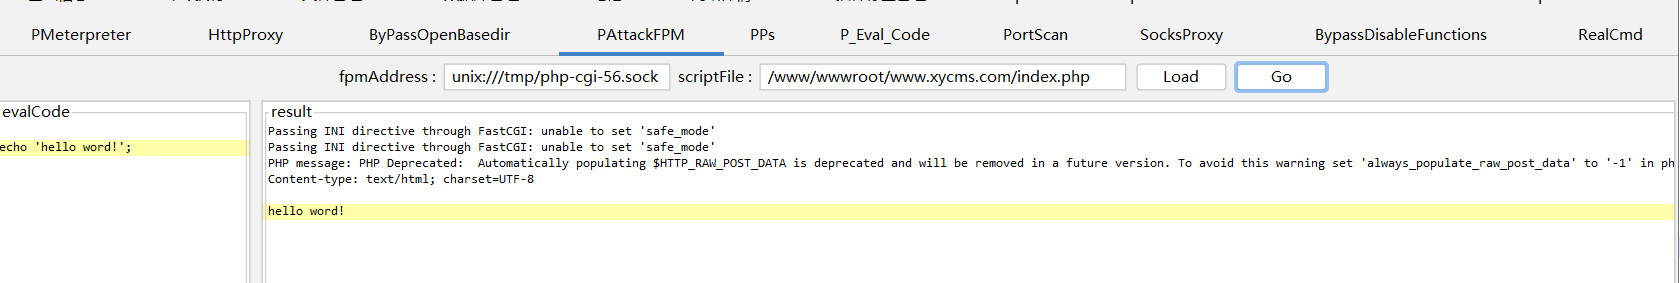 PMeterpreter HttpProxy ByPassOpenBasedir PAttackFPM PPs P_Eval_Code PortScan SocksProxy BypassDisableFunctions RealCmd
fpmAddress : unix:///tmp/php-cgi-56.sock scriptFile : /www/wwwroot/www.xycms.com/index.php Load Go
evalCode
echo 'hello word!';
result
Passing INI directive through FastCGI: unable to set 'safe_mode'
Passing INI directive through FastCGI: unable to set 'safe_mode'
PHP message: PHP Deprecated:  Automatically populating $HTTP_RAW_POST_DATA is deprecated and will be removed in a future version. To avoid this warning set 'always_populate_raw_post_data' to '-1' in ph
Content-type: text/html; charset=UTF-8
hello word!